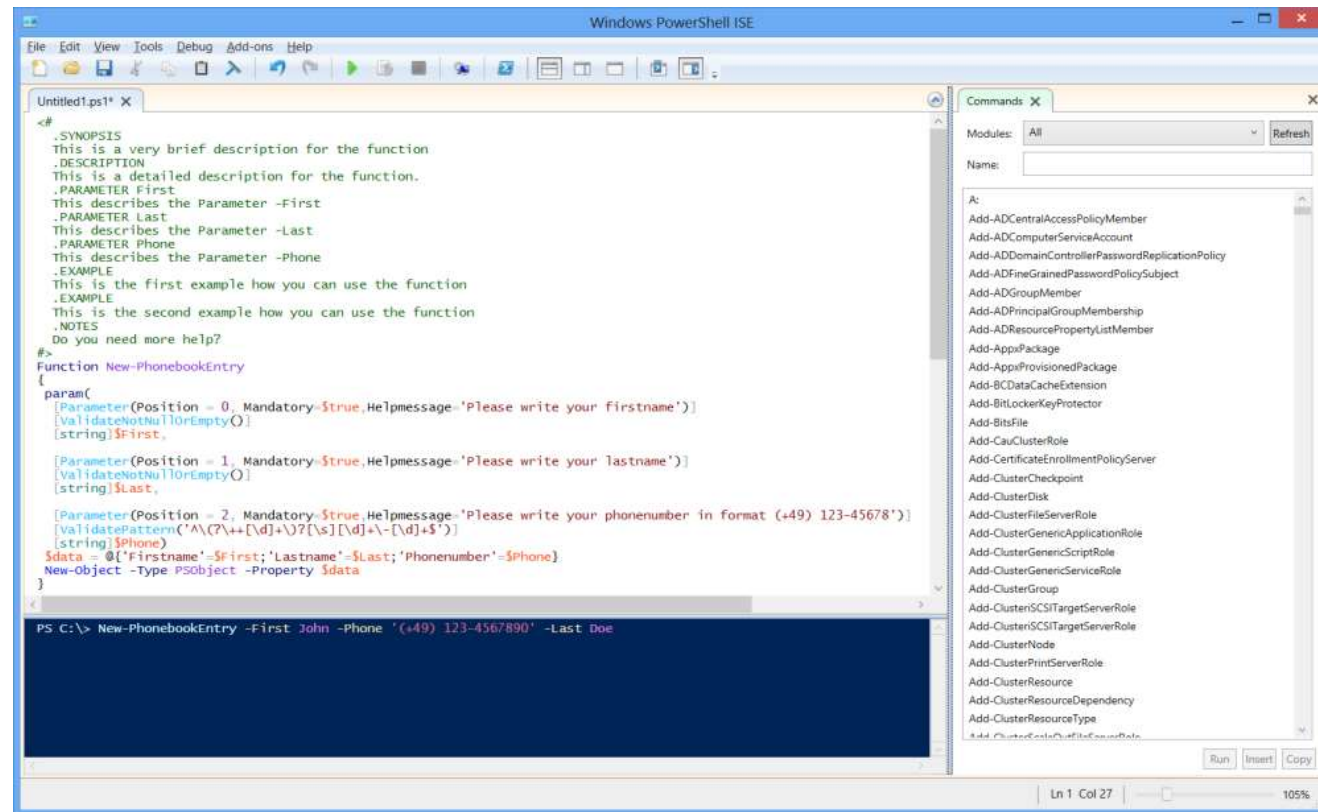 Windows PowerShell ISE
File Edit View Tools Debug Add-ons Help
Untitled1.ps1* X
<#
.SYNOPSIS
This is a very brief description for the function
.DESCRIPTION
This is a detailed description for the function.
.PARAMETER First
This describes the Parameter -First
.PARAMETER Last
This describes the Parameter -Last
.PARAMETER Phone
This describes the Parameter -Phone
.EXAMPLE
This is the first example how you can use the function
.EXAMPLE
This is the second example how you can use the function
.NOTES
Do you need more help?
#>
Function New-PhonebookEntry
{
param(
[Parameter(Position = 0, Mandatory=$true,Helpmessage='Please write your firstname')]
[ValidateNotNullOrEmpty()]
[string]$First,
[Parameter(Position = 1, Mandatory=$true,Helpmessage='Please write your lastname')]
[ValidateNotNullOrEmpty()]
[string]$Last,
[Parameter(Position = 2, Mandatory=$true,Helpmessage='Please write your phonenumber in format (+49) 123-45678')]
[ValidatePattern('^\(?\++[\d]+\)?[\s][\d]+\-[\d]+$')]
[string]$Phone)
$data = @{'Firstname'=$First;'Lastname'=$Last;'Phonenumber'=$Phone}
New-Object -Type PSObject -Property $data
}
PS C:\> New-PhonebookEntry -First John -Phone '(+49) 123-4567890' -Last Doe
Commands X
Modules: All Refresh
Name:
A:
Add-ADCentralAccessPolicyMember
Add-ADComputerServiceAccount
Add-ADDomainControllerPasswordReplicationPolicy
Add-ADFineGrainedPasswordPolicySubject
Add-ADGroupMember
Add-ADPrincipalGroupMembership
Add-ADResourcePropertyListMember
Add-AppxPackage
Add-AppxProvisionedPackage
Add-BCDataCacheExtension
Add-BitLockerKeyProtector
Add-BitsFile
Add-CauClusterRole
Add-CertificateEnrollmentPolicyServer
Add-ClusterCheckpoint
Add-ClusterDisk
Add-ClusterFileServerRole
Add-ClusterGenericApplicationRole
Add-ClusterGenericScriptRole
Add-ClusterGenericServiceRole
Add-ClusterGroup
Add-ClusteriSCSITargetServerRole
Add-ClusteriSCSITargetServerRole
Add-ClusterNode
Add-ClusterPrintServerRole
Add-ClusterResource
Add-ClusterResourceDependency
Add-ClusterResourceType
Add-ClusterScaleOutFileServerRole
Run Insert Copy
Ln 1 Col 27 105%